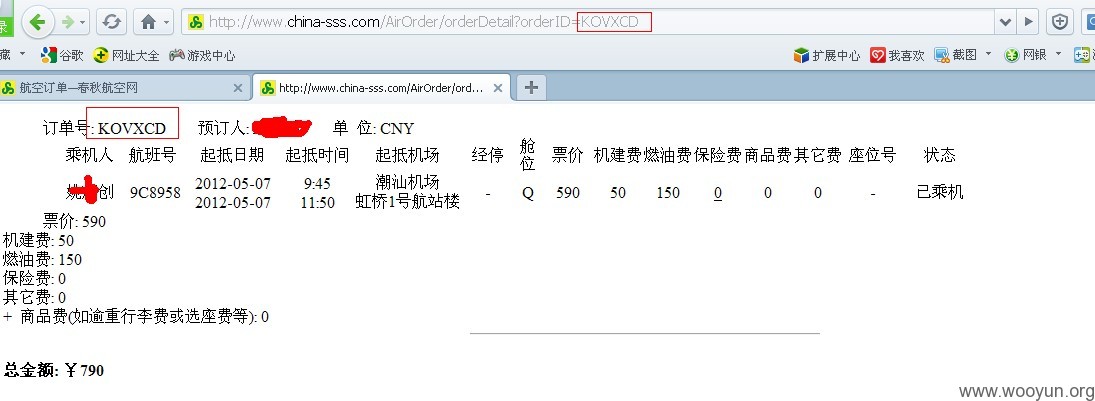 http://www.china-sss.com/AirOrder/orderDetail?orderID=KOVXCD
藏 谷歌 网址大全 游戏中心 扩展中心 我喜欢 截图 网银
航空订单—春秋航空网 http://www.china-sss.com/AirOrder/ord...
订单号: KOVXCD 预订人: 单 位: CNY
乘机人 航班号 起抵日期 起抵时间 起抵机场 经停 舱位 票价 机建费 燃油费 保险费 商品费 其它费 座位号 状态
姚 创 9C8958 2012-05-07 9:45 潮汕机场 - Q 590 50 150 0 0 0 - 已乘机
2012-05-07 11:50 虹桥1号航站楼
票价: 590
机建费: 50
燃油费: 150
保险费: 0
其它费: 0
+ 商品费(如逾重行李费或选座费等): 0
总金额: ￥790
www.wooyun.org